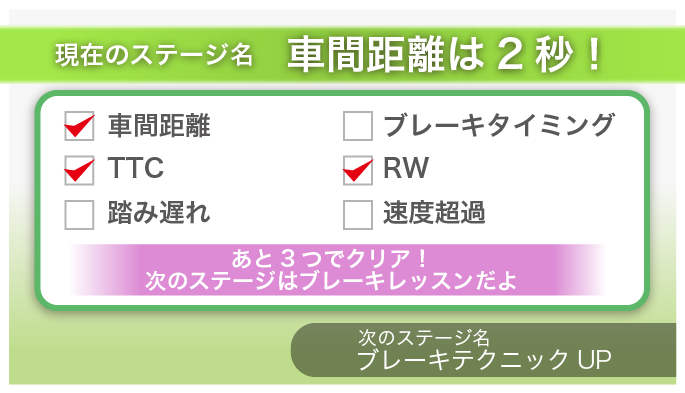 現在のステージ名 車間距離は2秒！
車間距離 ブレーキタイミング
TTC RW
踏み遅れ 速度超過
あと3つでクリア！
次のステージはブレーキレッスンだよ
次のステージ名
ブレーキテクニックUP